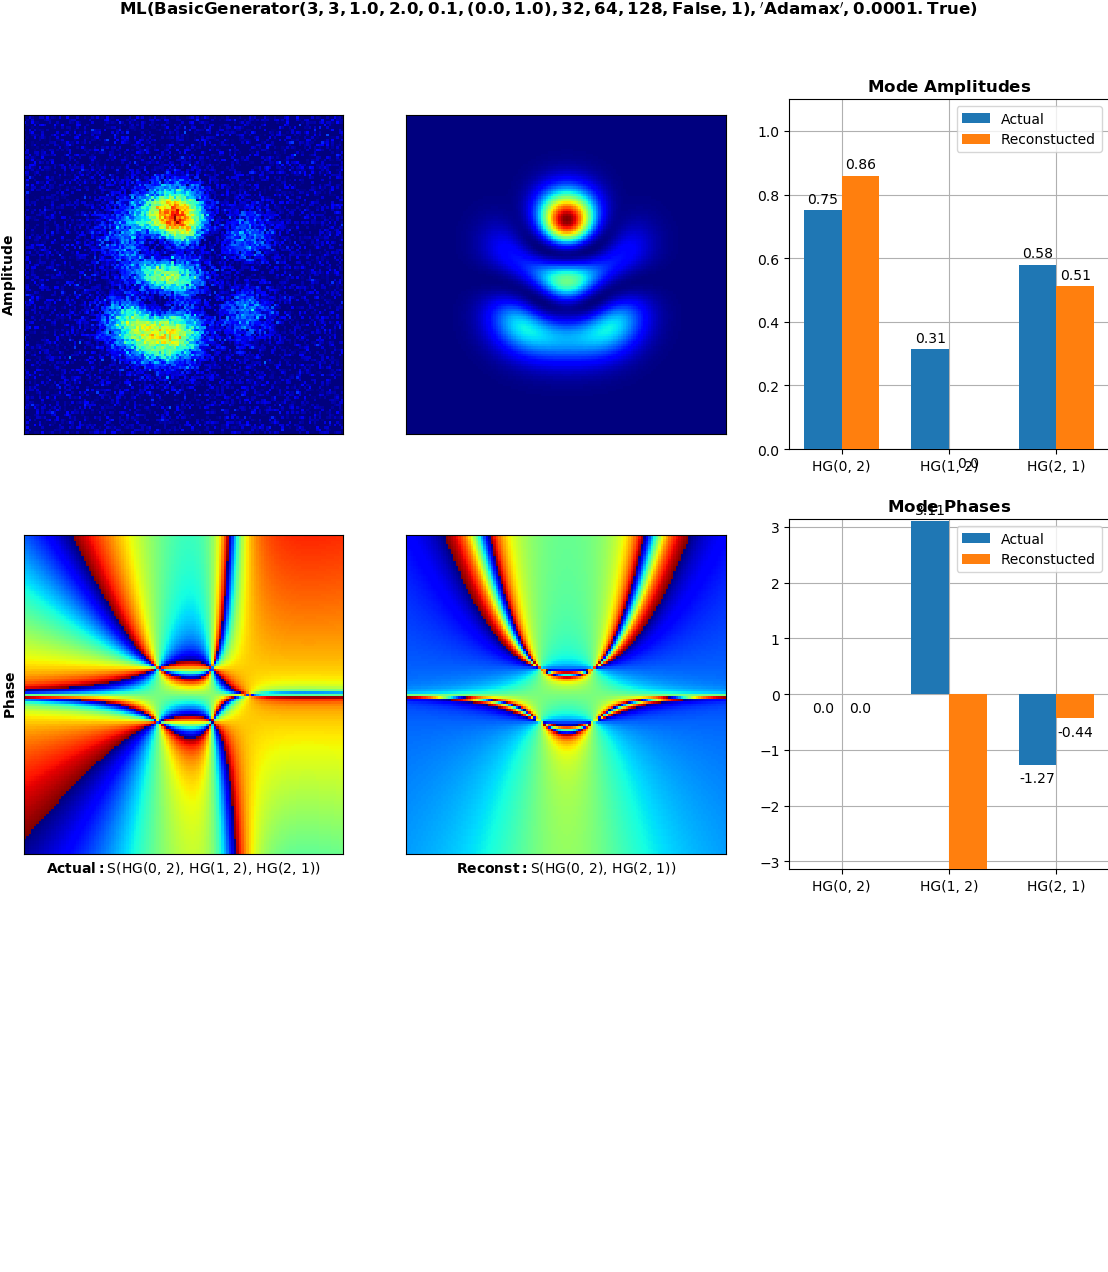 ML(BasicGenerator(3, 3, 1.0, 2.0, 0.1, (0.0, 1.0), 32, 64, 128, False, 1), ′Adamax′, 0.0001. True)
Amplitude
Mode Amplitudes
Actual
Reconstucted
1.0
0.8
0.6
0.4
0.2
0.0
0.75
0.86
0.31
0.0
0.58
0.51
HG(0, 2)
HG(1, 2)
HG(2, 1)
Phase
Actual: S(HG(0, 2), HG(1, 2), HG(2, 1))
Reconst: S(HG(0, 2), HG(2, 1))
Mode Phases
Actual
Reconstucted
3
2
1
0
−1
−2
−3
0.0
0.0
3.11
-1.27
-0.44
HG(0, 2)
HG(1, 2)
HG(2, 1)